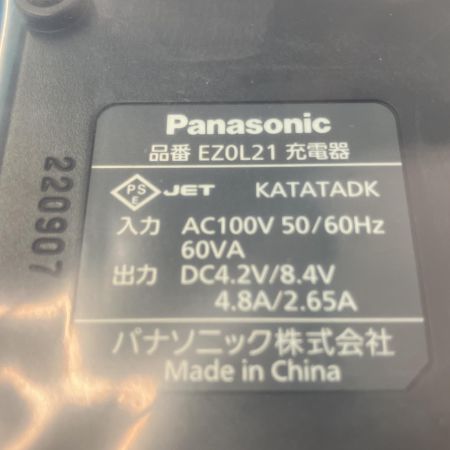 Panasonic
品番 EZ0L21 充電器
PS
E JET KATATADK
入力 AC100V 50/60Hz
60VA
出力 DC4.2V/8.4V
4.8A/2.65A
パナソニック株式会社
Made in China
220907